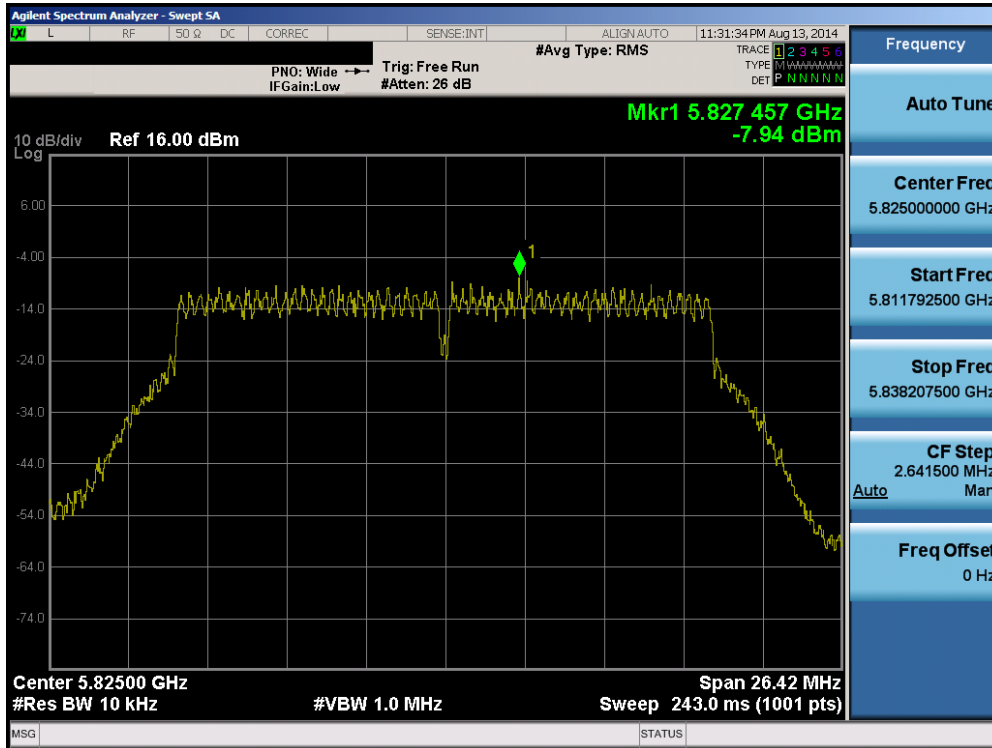 Agilent Spectrum Analyzer - Swept SA
LXI L RF 50 Ω DC CORREC SENSE:INT ALIGN AUTO 11:31:34 PM Aug 13, 2014
#Avg Type: RMS
TRACE 1 2 3 4 5 6
PNO: Wide Trig: Free Run
TYPE M
IFGain:Low #Atten: 26 dB
DET P N N N N N
Mkr1 5.827 457 GHz
-7.94 dBm
10 dB/div Ref 16.00 dBm
Log
6.00
-4.00
1
-14.0
-24.0
-34.0
-44.0
-54.0
-64.0
-74.0
Center 5.82500 GHz Span 26.42 MHz
#Res BW 10 kHz #VBW 1.0 MHz Sweep 243.0 ms (1001 pts)
MSG STATUS
Frequency
Auto Tune
Center Freq
5.825000000 GHz
Start Freq
5.811792500 GHz
Stop Freq
5.838207500 GHz
CF Step
2.641500 MHz
Auto Man
Freq Offset
0 Hz